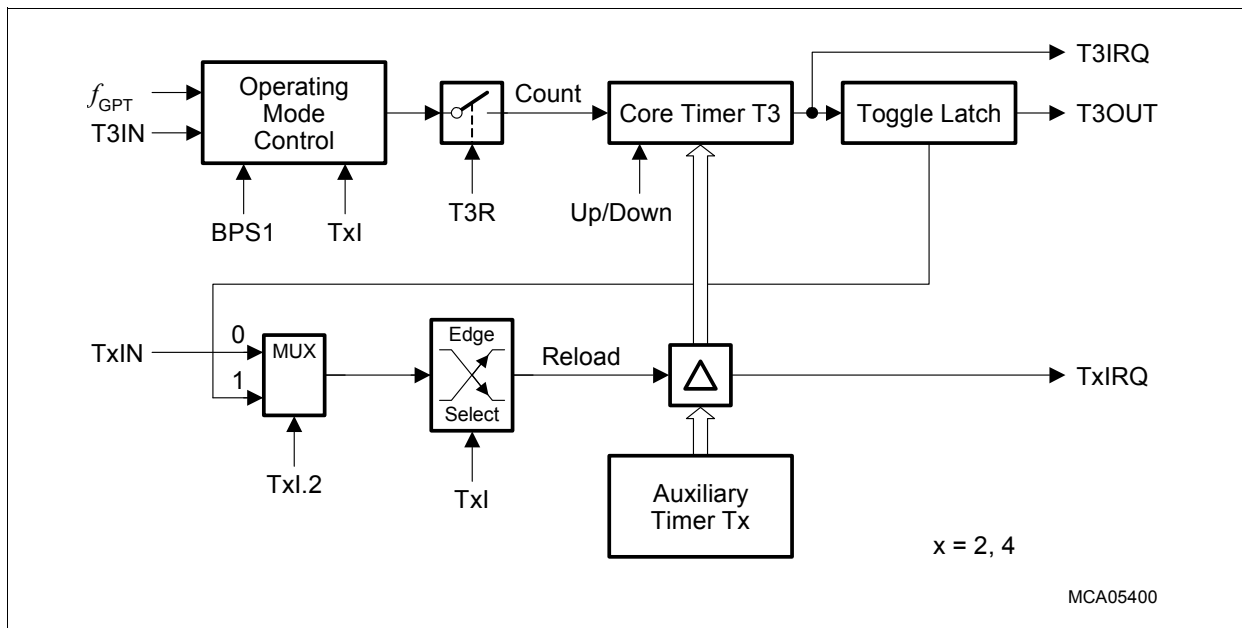 T3IRQ
f GPT
T3IN
Operating
Mode
Control
Count
Core Timer T3
Toggle Latch
T3OUT
BPS1
TxI
T3R
Up/Down
TxIN
0
1
MUX
Edge
Select
Reload
TxIRQ
TxI.2
TxI
Auxiliary
Timer Tx
x = 2, 4
MCA05400